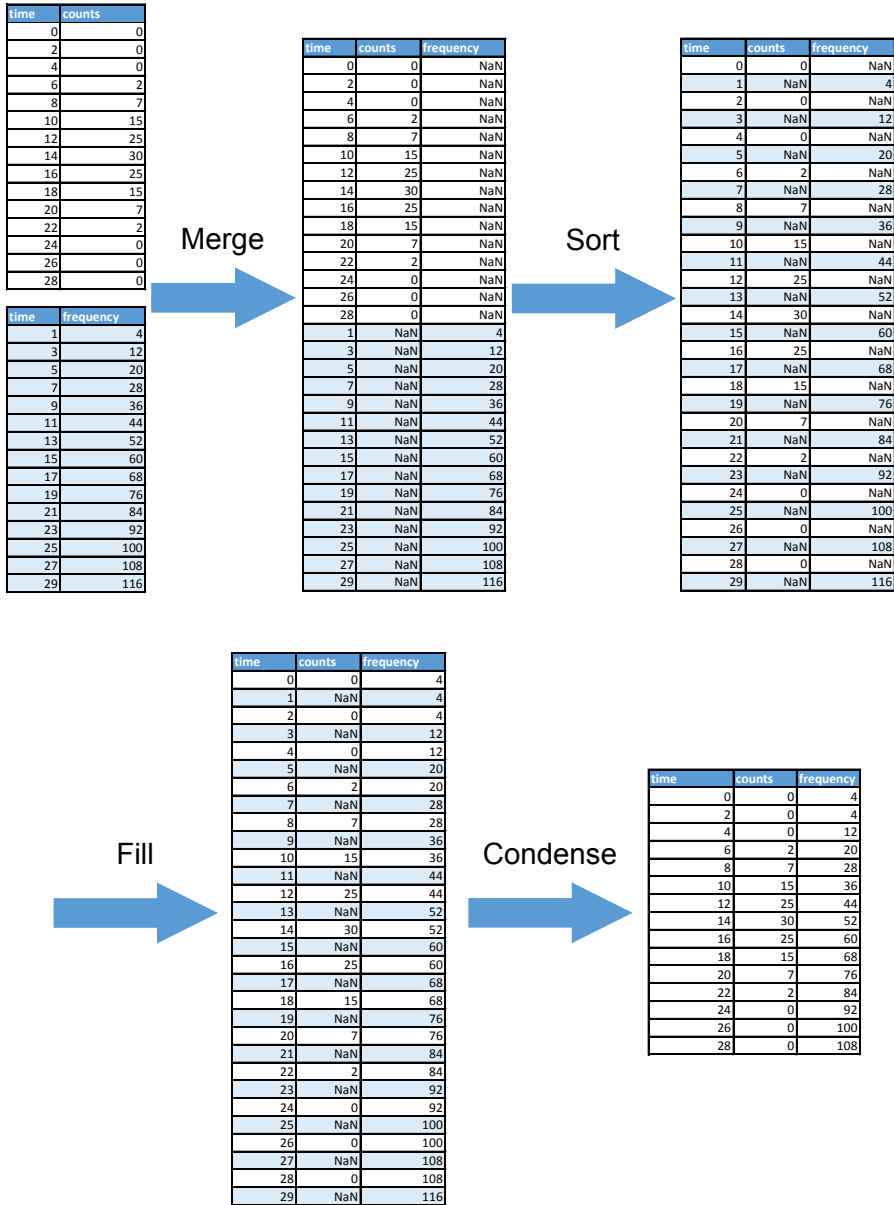 time counts
0 0
2 0
4 0
6 2
8 7
10 15
12 25
14 30
16 25
18 15
20 7
22 2
24 0
26 0
28 0
time frequency
1 4
3 12
5 20
7 28
9 36
11 44
13 52
15 60
17 68
19 76
21 84
23 92
25 100
27 108
29 116
Merge
time counts frequency
0 0 NaN
2 0 NaN
4 0 NaN
6 2 NaN
8 7 NaN
10 15 NaN
12 25 NaN
14 30 NaN
16 25 NaN
18 15 NaN
20 7 NaN
22 2 NaN
24 0 NaN
26 0 NaN
28 0 NaN
1 NaN 4
3 NaN 12
5 NaN 20
7 NaN 28
9 NaN 36
11 NaN 44
13 NaN 52
15 NaN 60
17 NaN 68
19 NaN 76
21 NaN 84
23 NaN 92
25 NaN 100
27 NaN 108
29 NaN 116
Sort
time counts frequency
0 0 NaN
1 NaN 4
2 0 NaN
3 NaN 12
4 0 NaN
5 NaN 20
6 2 NaN
7 NaN 28
8 7 NaN
9 NaN 36
10 15 NaN
11 NaN 44
12 25 NaN
13 NaN 52
14 30 NaN
15 NaN 60
16 25 NaN
17 NaN 68
18 15 NaN
19 NaN 76
20 7 NaN
21 NaN 84
22 2 NaN
23 NaN 92
24 0 NaN
25 NaN 100
26 0 NaN
27 NaN 108
28 0 NaN
29 NaN 116
Fill
time counts frequency
0 0 4
1 NaN 4
2 0 4
3 NaN 12
4 0 12
5 NaN 20
6 2 20
7 NaN 28
8 7 28
9 NaN 36
10 15 36
11 NaN 44
12 25 44
13 NaN 52
14 30 52
15 NaN 60
16 25 60
17 NaN 68
18 15 68
19 NaN 76
20 7 76
21 NaN 84
22 2 84
23 NaN 92
24 0 92
25 NaN 100
26 0 100
27 NaN 108
28 0 108
29 NaN 116
Condense
time counts frequency
0 0 4
2 0 4
4 0 12
6 2 20
8 7 28
10 15 36
12 25 44
14 30 52
16 25 60
18 15 68
20 7 76
22 2 84
24 0 92
26 0 100
28 0 108